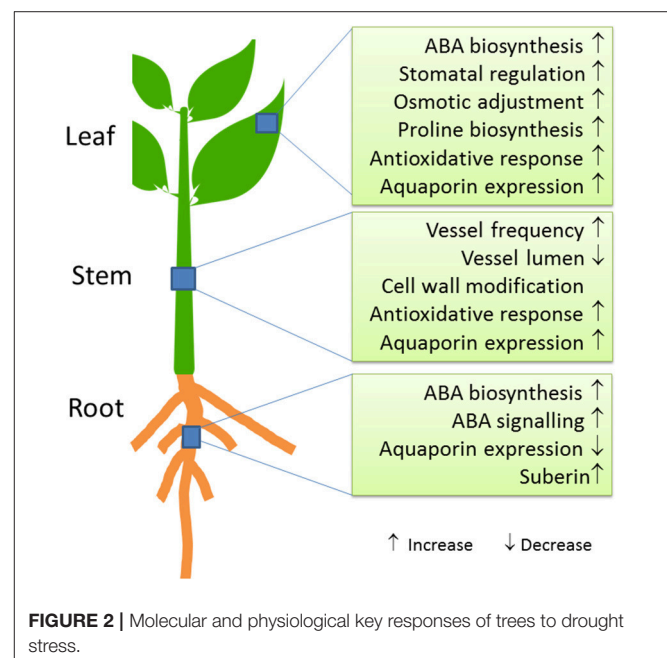 ABA biosynthesis ↑
Stomatal regulation ↑
Osmotic adjustment ↑
Proline biosynthesis ↑
Antioxidative response ↑
Aquaporin expression ↑
Leaf
Vessel frequency ↑
Vessel lumen ↓
Cell wall modification
Antioxidative response ↑
Aquaporin expression ↑
Stem
ABA biosynthesis ↑
ABA signalling ↑
Aquaporin expression ↓
Suberin ↑
Root
↑ Increase ↓ Decrease
FIGURE 2 | Molecular and physiological key responses of trees to drought
stress.